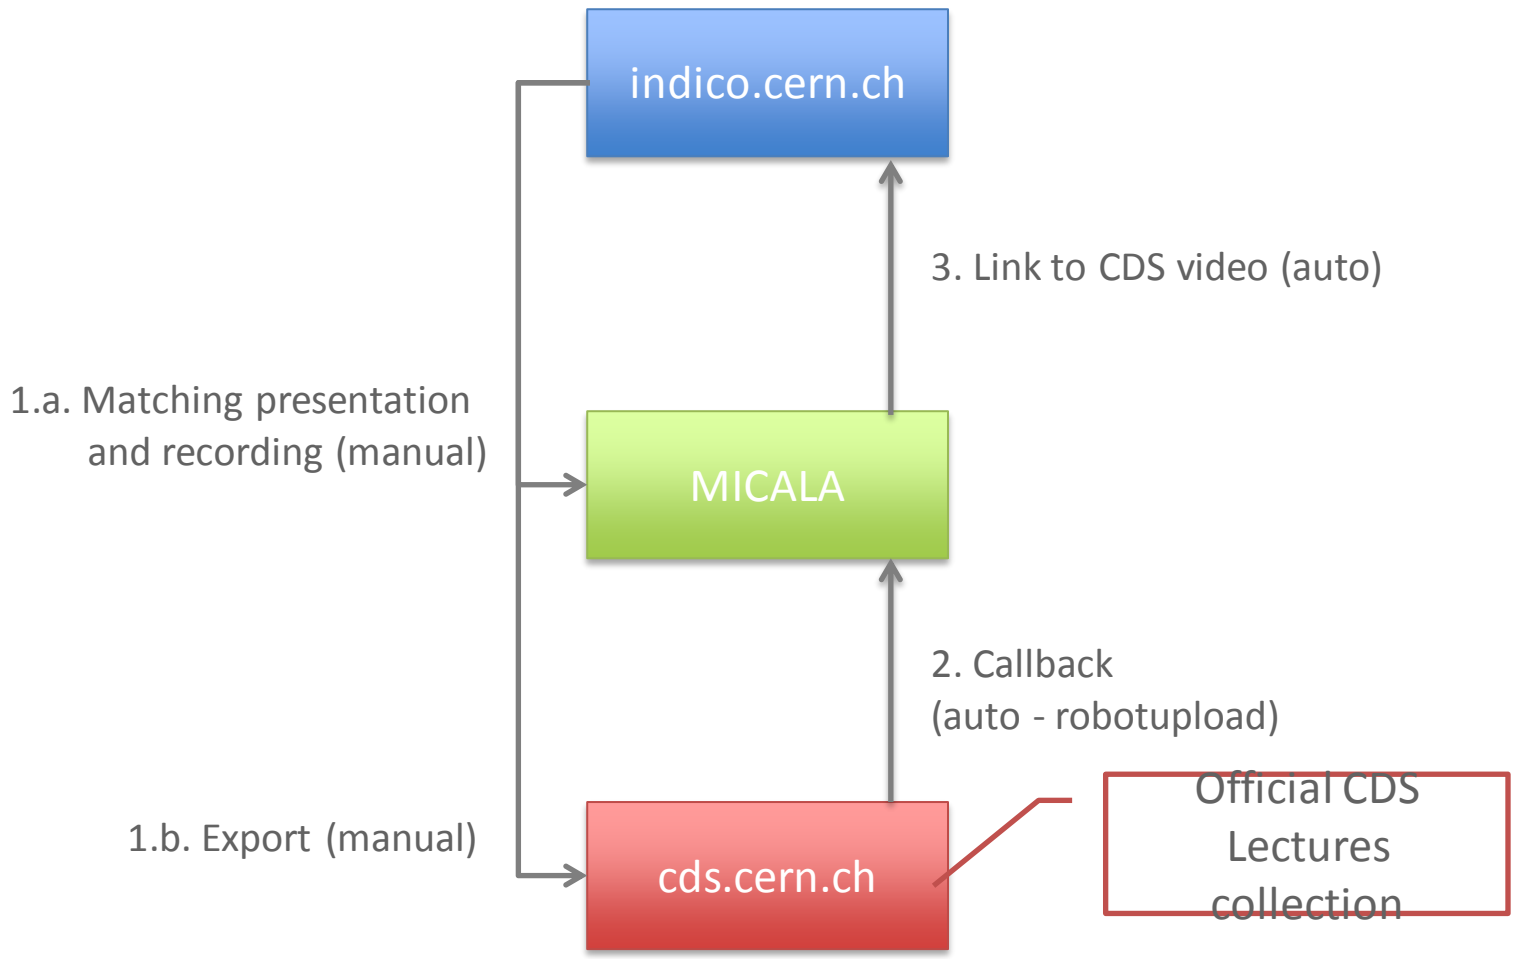 indico.cern.ch
3. Link to CDS video (auto)
1.a. Matching presentation
and recording (manual)
MICALA
2. Callback
(auto - robotupload)
Official CDS
Lectures
collection
1.b. Export (manual)
cds.cern.ch